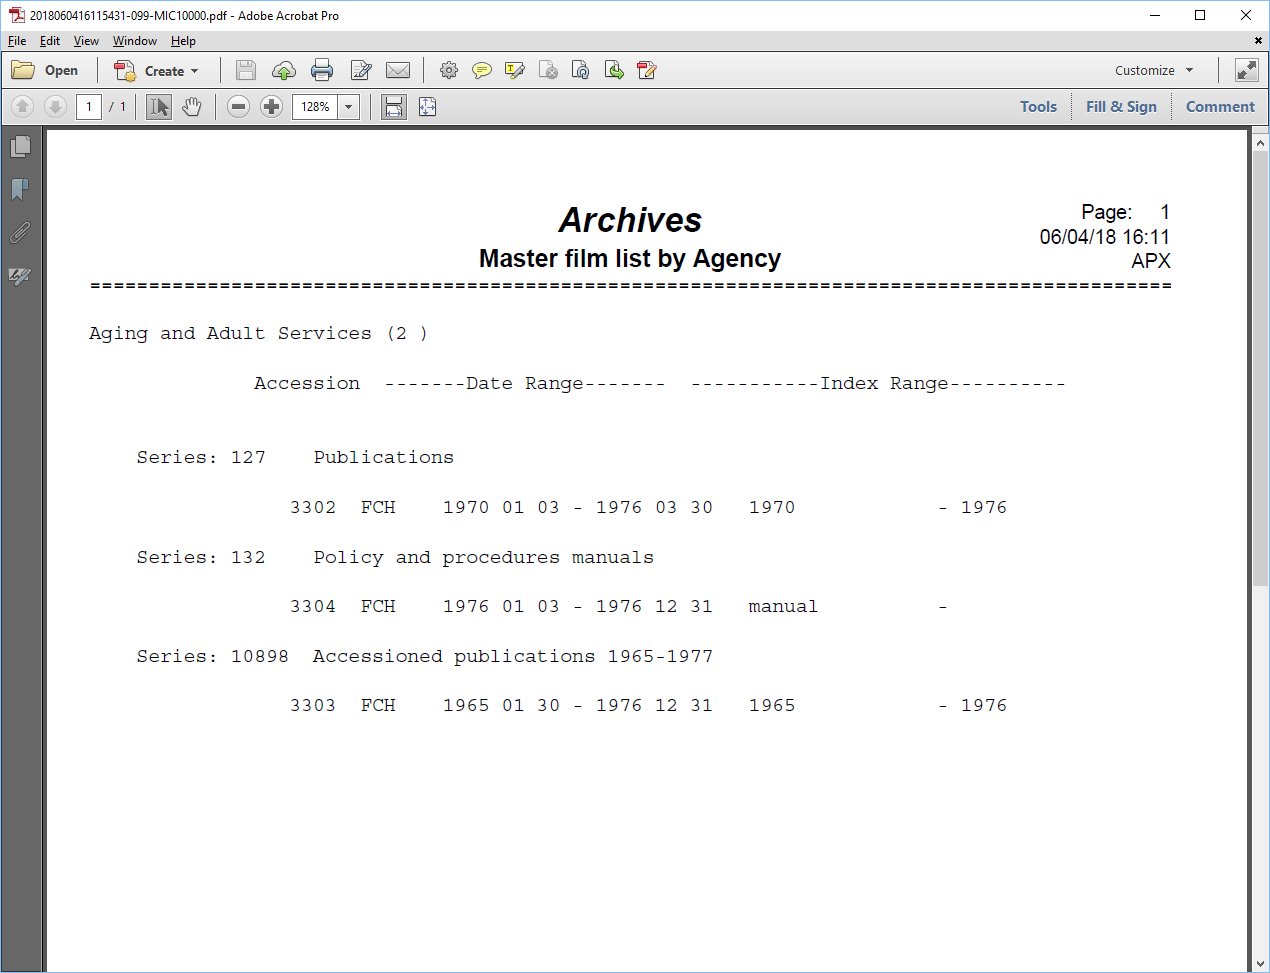 2018060416115431-099-MIC10000.pdf - Adobe Acrobat Pro
File Edit View Window Help
Open Create Customize
1 / 1 128% Tools Fill & Sign Comment
Archives
Page: 1
Master film list by Agency
06/04/18 16:11
APX
============================================================================================
Aging and Adult Services (2 )
Accession -------Date Range------- -----------Index Range----------
Series: 127 Publications
3302 FCH 1970 01 03 - 1976 03 30 1970 - 1976
Series: 132 Policy and procedures manuals
3304 FCH 1976 01 03 - 1976 12 31 manual -
Series: 10898 Accessioned publications 1965-1977
3303 FCH 1965 01 30 - 1976 12 31 1965 - 1976